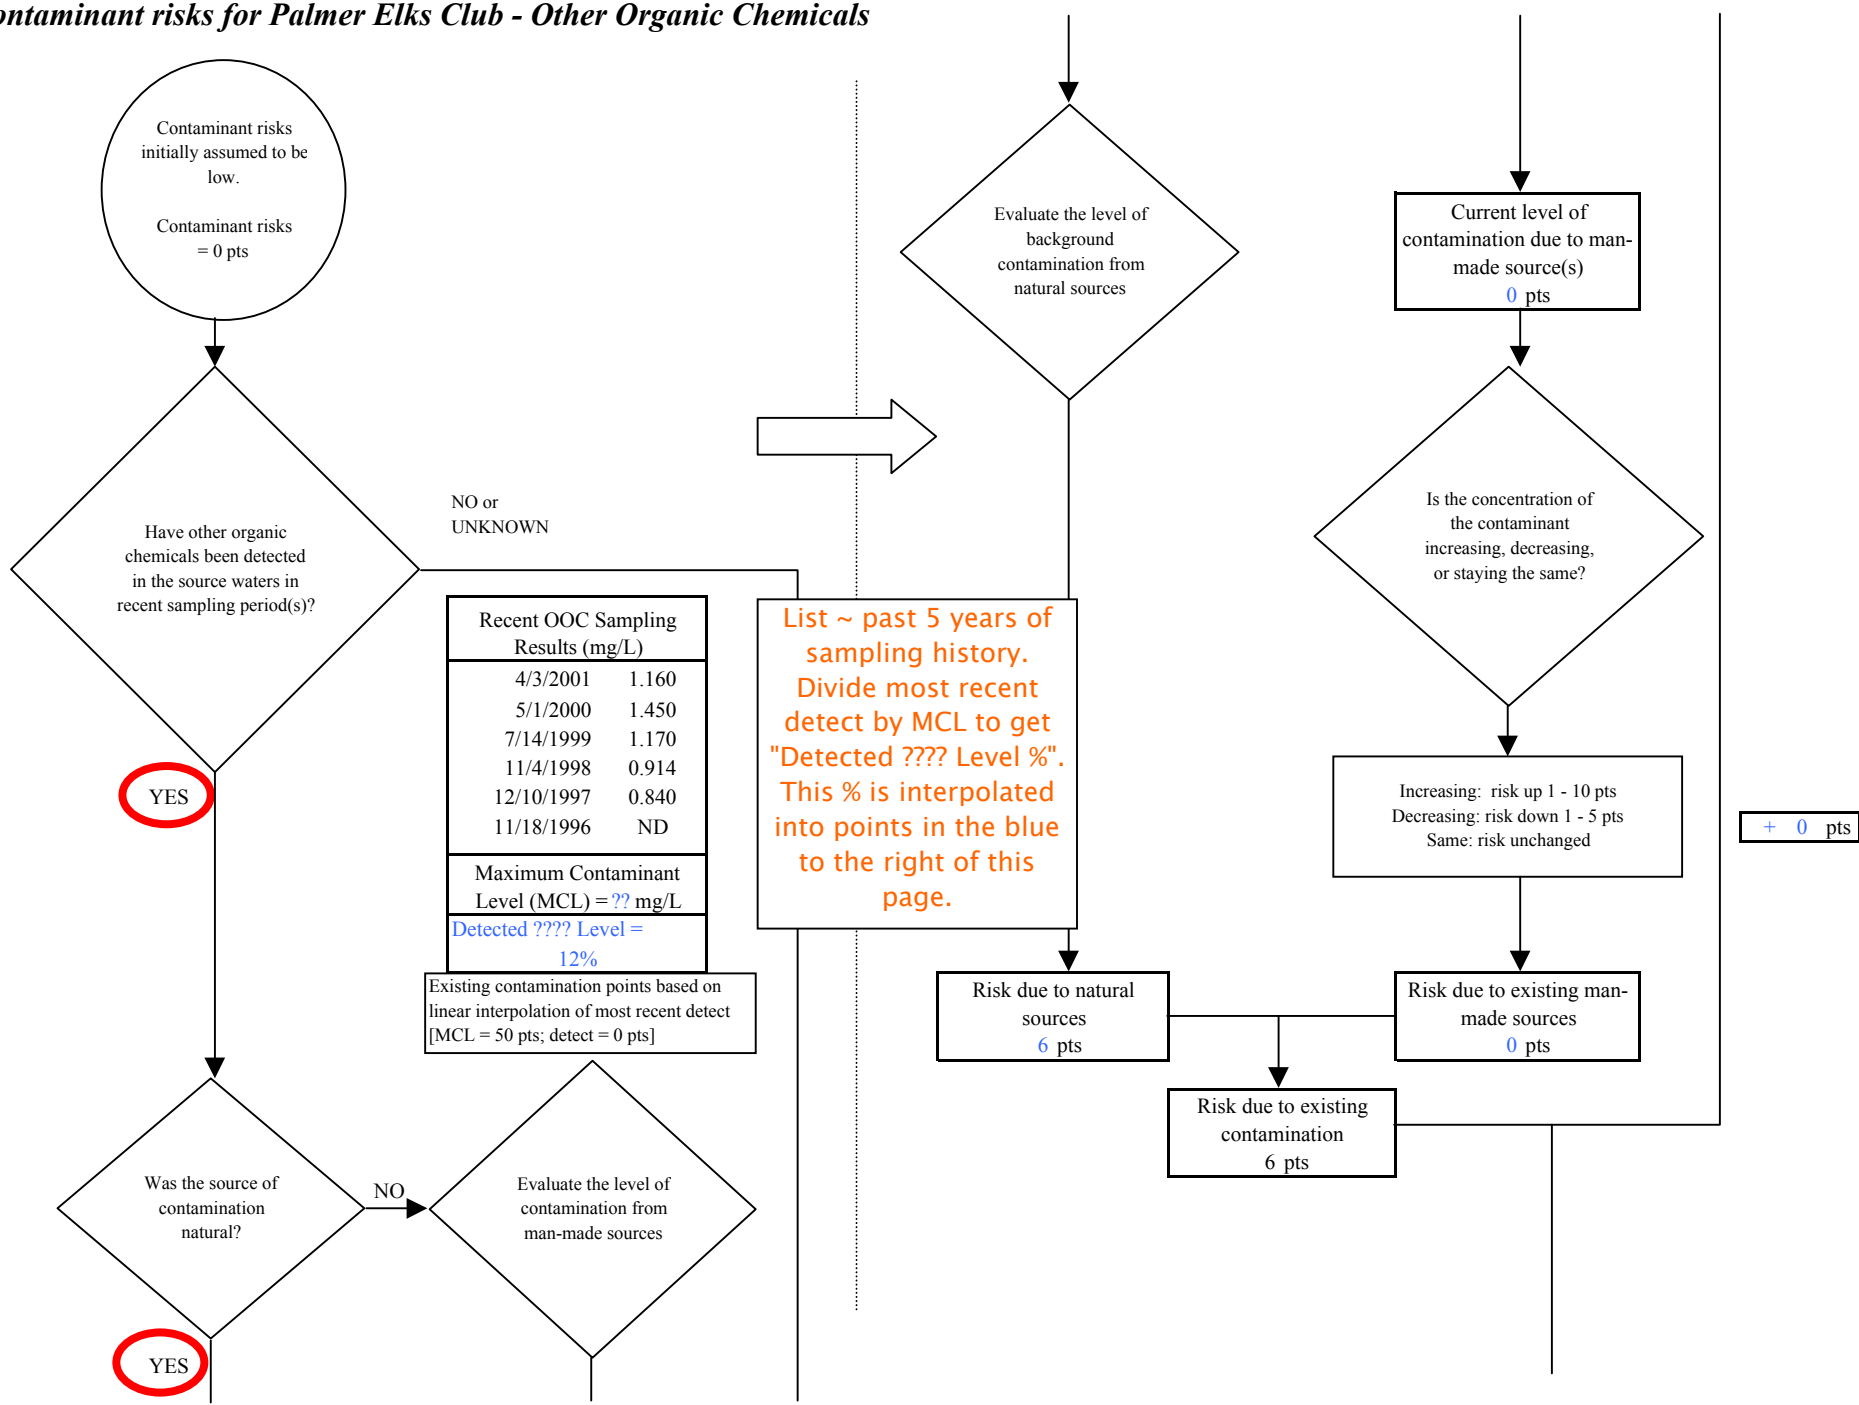 ontaminant risks for Palmer Elks Club - Other Organic Chemicals
Contaminant risks
initially assumed to be
low.
Contaminant risks
= 0 pts
Have other organic
chemicals been detected
in the source waters in
recent sampling period(s)?
NO or
UNKNOWN
YES
Recent OOC Sampling
Results (mg/L)
4/3/2001 1.160
5/1/2000 1.450
7/14/1999 1.170
11/4/1998 0.914
12/10/1997 0.840
11/18/1996 ND
Maximum Contaminant
Level (MCL) = ?? mg/L
Detected ???? Level =
12%
Existing contamination points based on
linear interpolation of most recent detect
[MCL = 50 pts; detect = 0 pts]
Was the source of
contamination
natural?
NO
YES
Evaluate the level of
contamination from
man-made sources
List ~ past 5 years of
sampling history.
Divide most recent
detect by MCL to get
"Detected ???? Level %".
This % is interpolated
into points in the blue
to the right of this
page.
Evaluate the level of
background
contamination from
natural sources
Risk due to natural
sources
6 pts
Current level of
contamination due to man-
made source(s)
0 pts
Is the concentration of
the contaminant
increasing, decreasing,
or staying the same?
Increasing: risk up 1 - 10 pts
Decreasing: risk down 1 - 5 pts
Same: risk unchanged
Risk due to existing man-
made sources
0 pts
Risk due to existing
contamination
6 pts
+ 0 pts